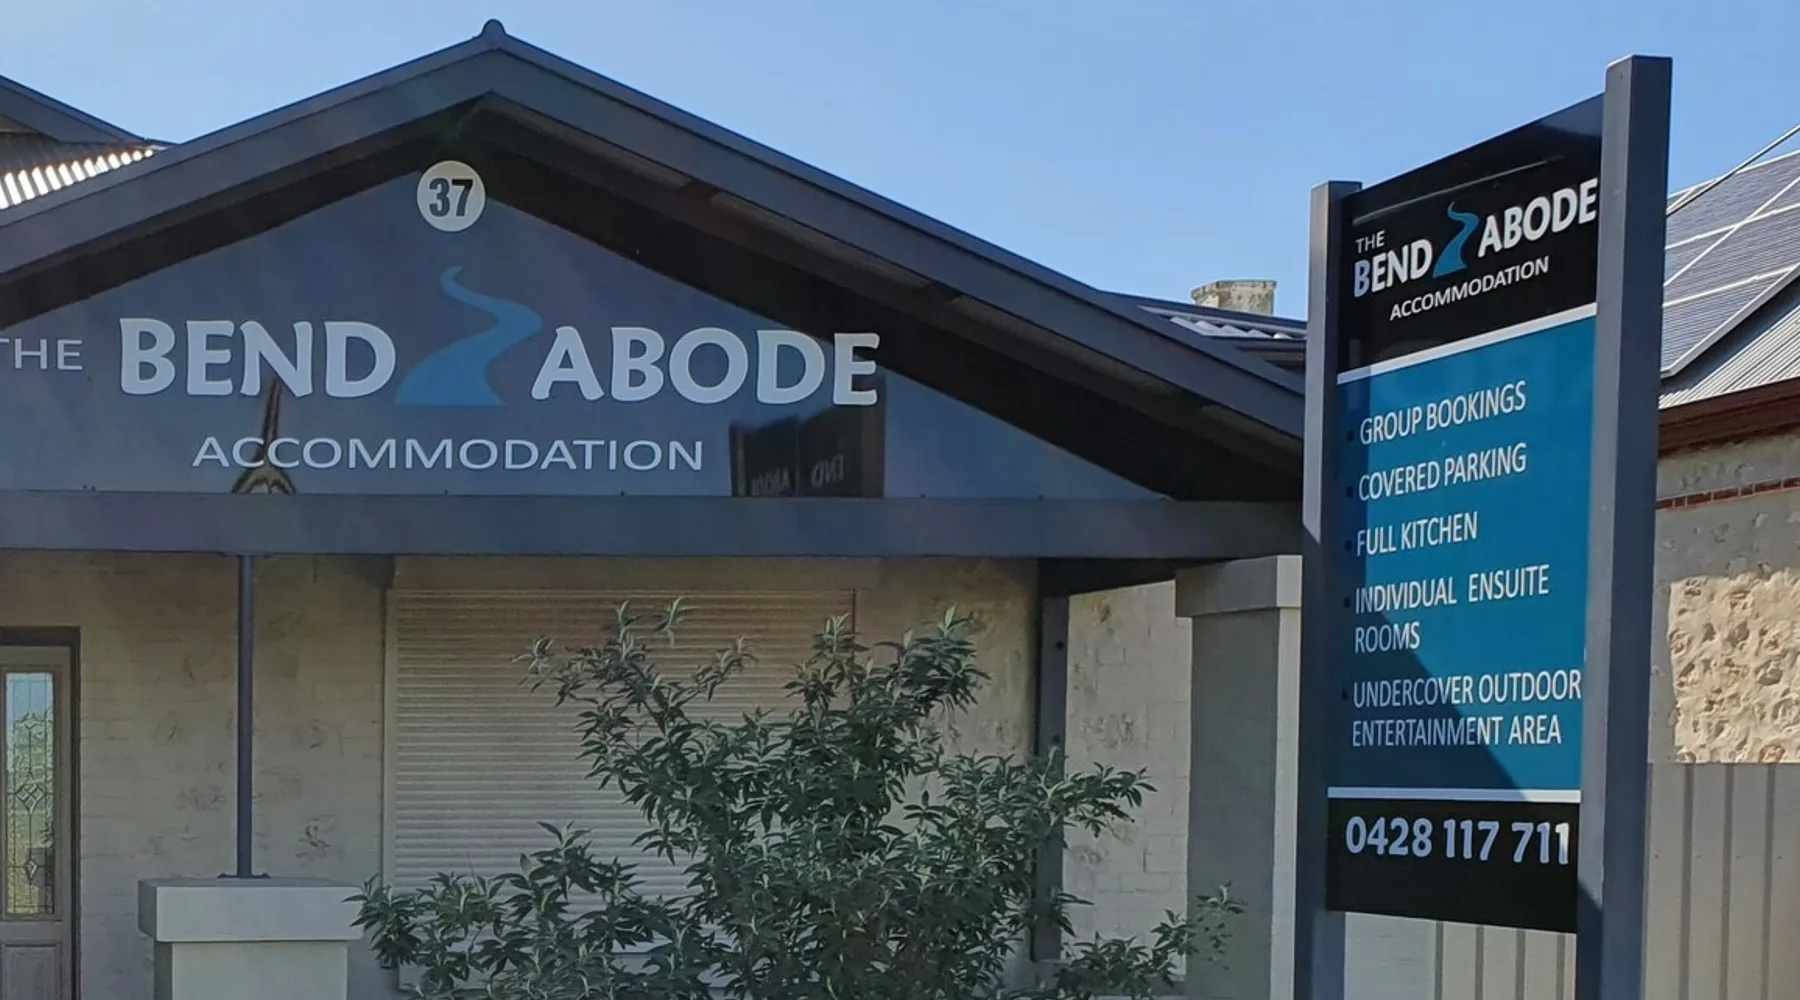 37
THE BEND ABODE
ACCOMMODATION
THE
BEND ABODE
ACCOMMODATION
GROUP BOOKINGS
COVERED PARKING
FULL KITCHEN
INDIVIDUAL ENSUITE
ROOMS
UNDERCOVER OUTDOOR
ENTERTAINMENT AREA
0428 117 711